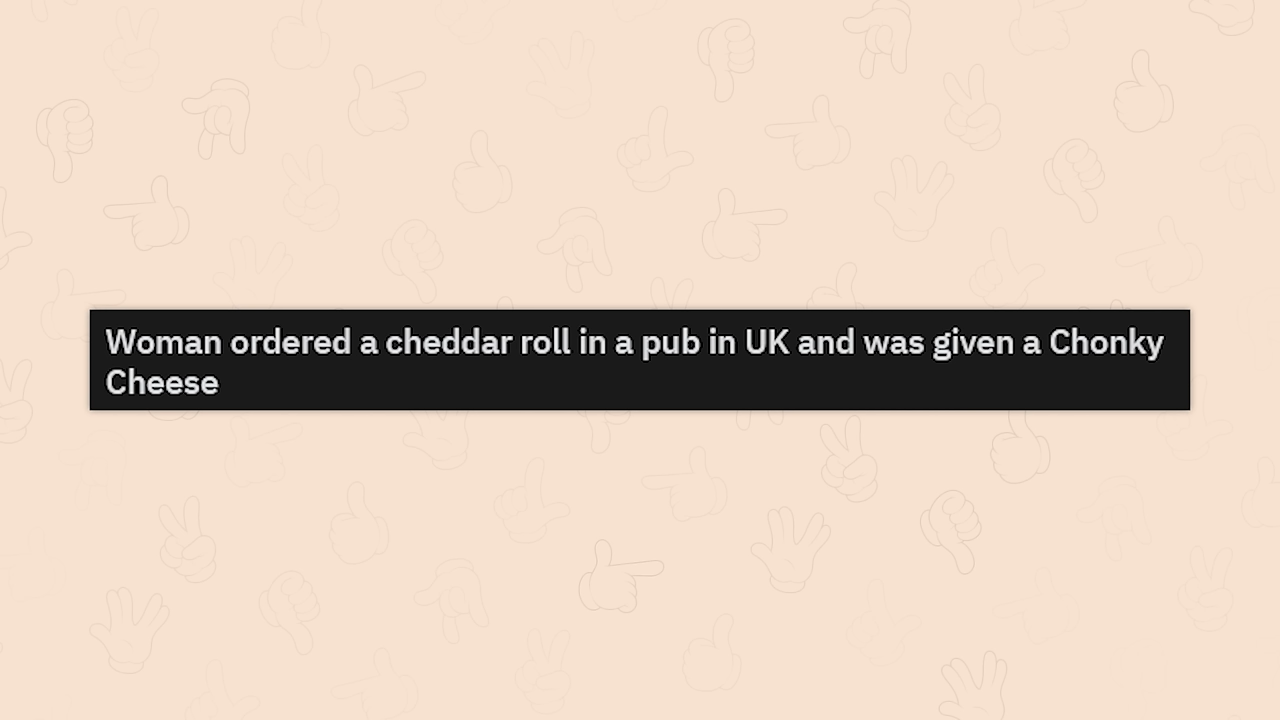 Woman ordered a cheddar roll in a pub in UK and was given a Chonky
Cheese